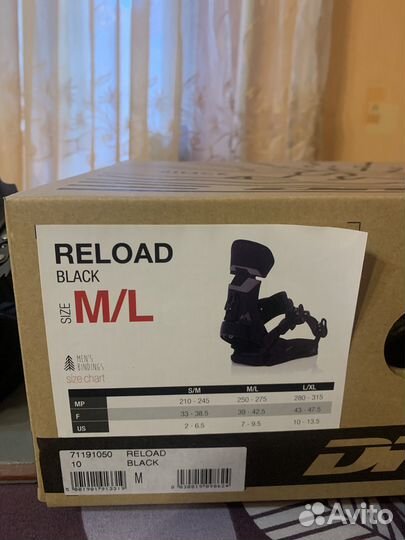 RELOAD
BLACK
SIZE M/L
MEN'S
BINDINGS
size chart
S/M M/L L/XL
MP 210 - 245 250 - 275 280 - 315
F 33 - 38.5 39 - 42.5 43 - 47.5
US 2 - 6.5 7 - 9.5 10 - 13.5
71191050 RELOAD
10 BLACK
M
Avito